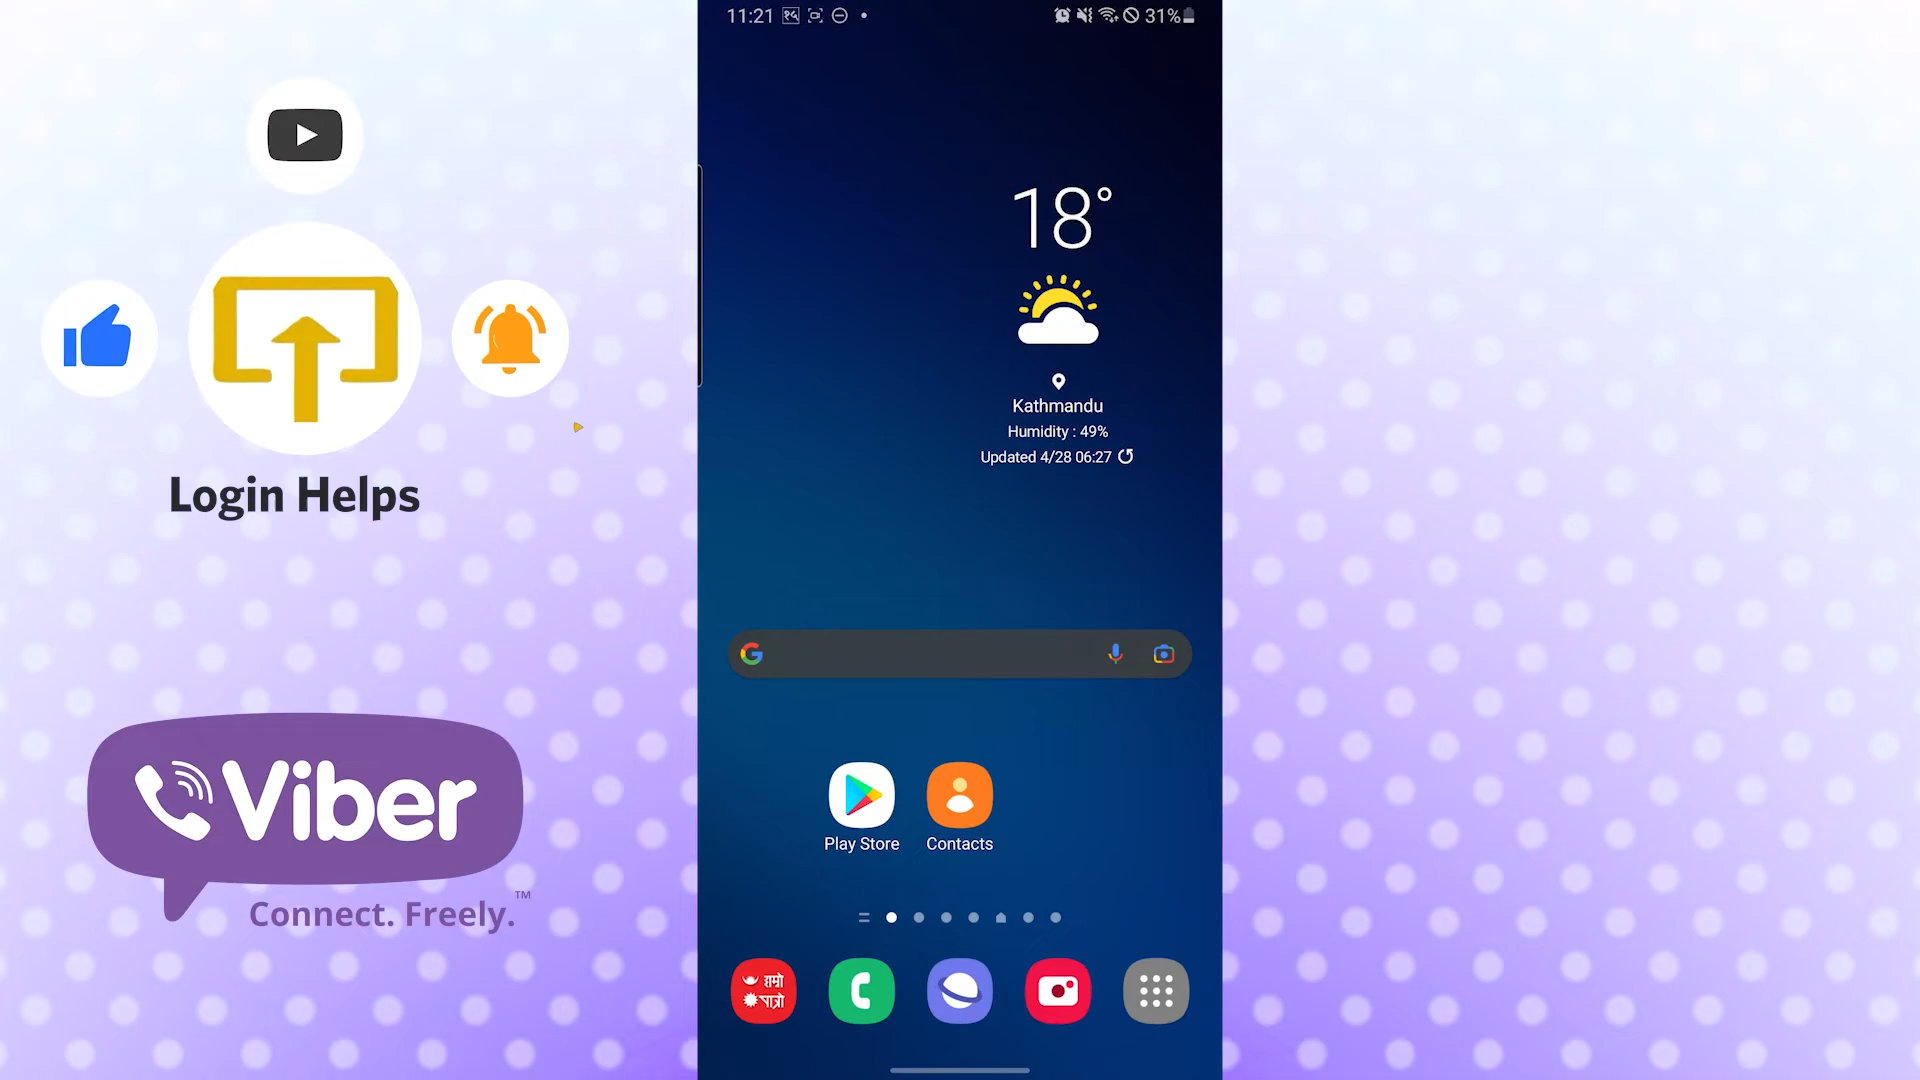 11:21
31%
Login Helps
Viber
Connect. Freely.™
18°
Kathmandu
Humidity : 49%
Updated 4/28 06:27
G
Play Store
Contacts
हाम्रो
पात्रो